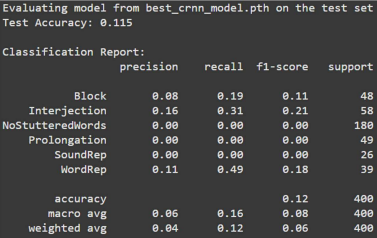 Evaluating model from best_crnn_model.pth on the test set
Test Accuracy: 0.115
Classification Report:
precision recall f1-score support
Block 0.08 0.19 0.11 48
Interjection 0.16 0.31 0.21 58
NoStutteredWords 0.00 0.00 0.00 180
Prolongation 0.00 0.00 0.00 49
SoundRep 0.00 0.00 0.00 26
WordRep 0.11 0.49 0.18 39
accuracy 0.12 400
macro avg 0.06 0.16 0.08 400
weighted avg 0.04 0.12 0.06 400